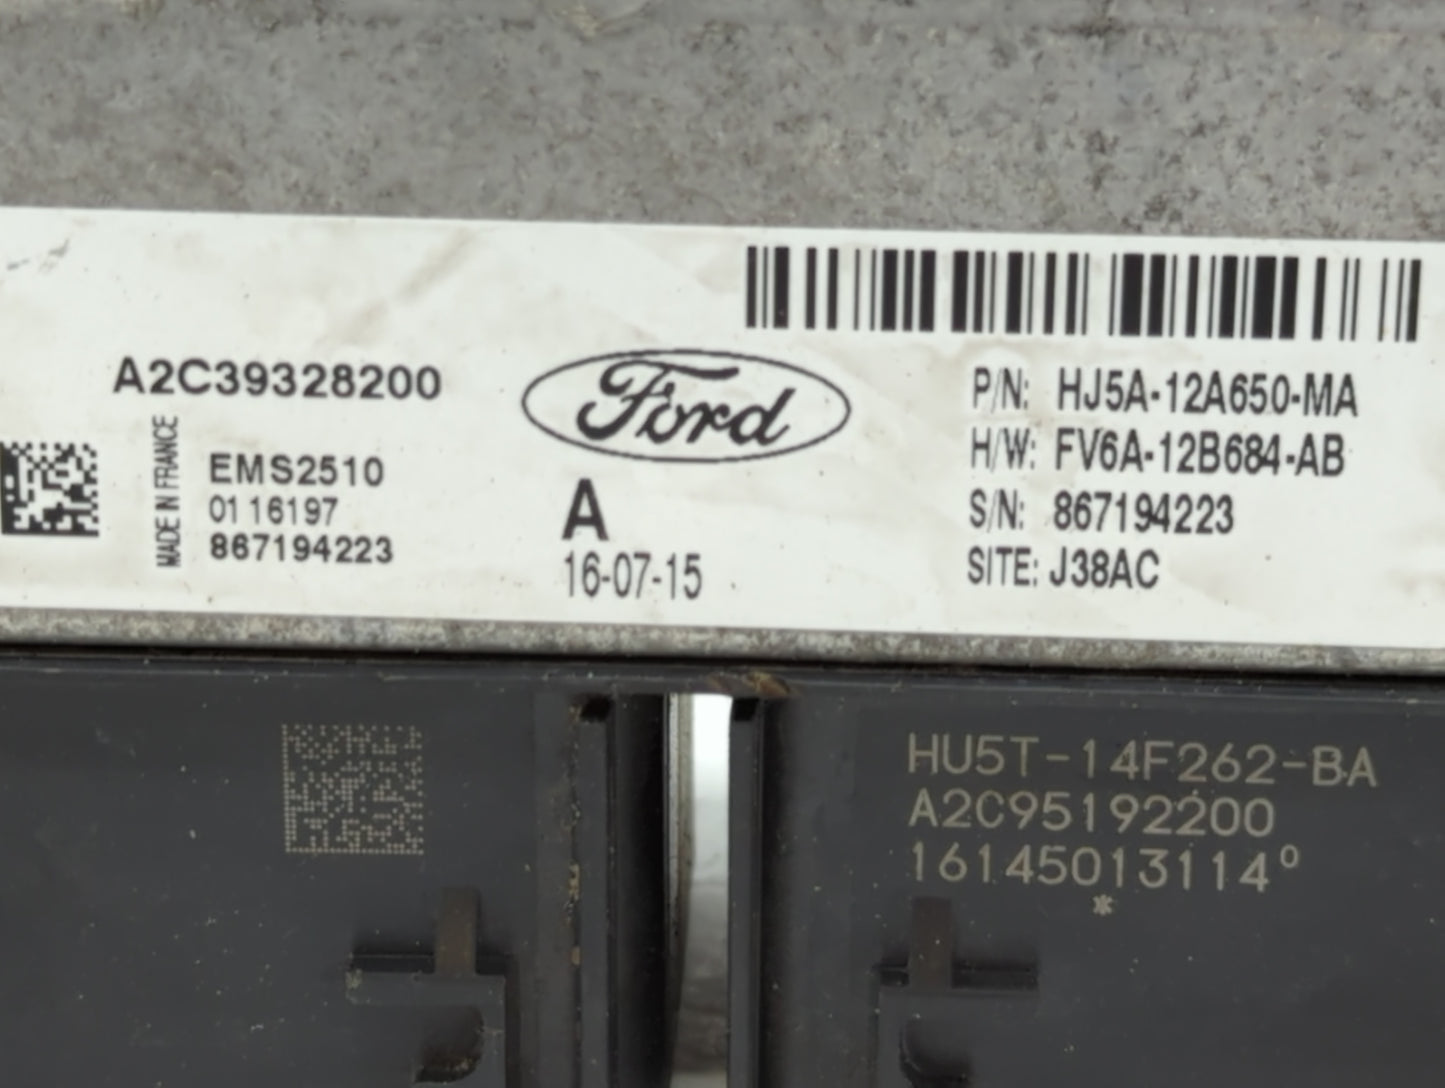 A2C39328200
MADE IN FRANCE
EMS2510
01 16197
867194223
Ford
A
16-07-15
P/N: HJ5A-12A650-MA
H/W: FV6A-12B684-AB
S/N: 867194223
SITE: J38AC
HU5T-14F262-BA
A2C95192200
16145013114º
*